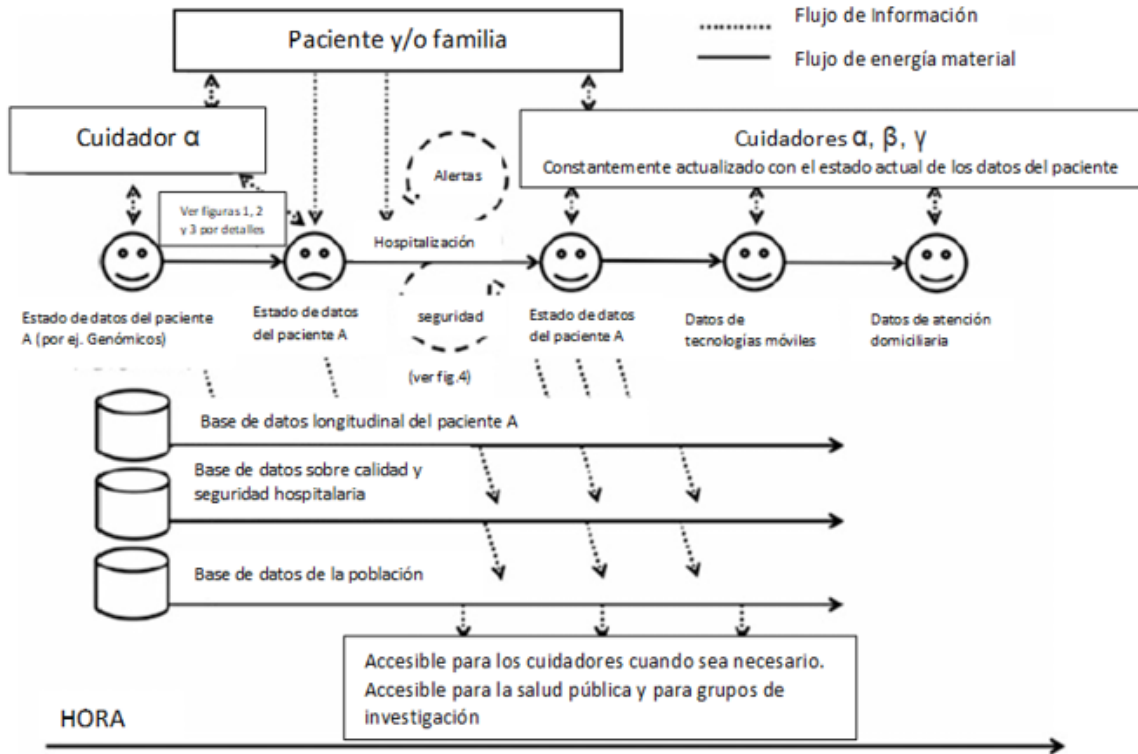 Flujo de Información
Paciente y/o familia
Flujo de energía material
Cuidador α
Cuidadores α, β, γ
Constantemente actualizado con el estado actual de los datos del paciente
Alertas
Ver figuras 1, 2
y 3 por detalles
Hospitalización
Estado de datos del paciente
A (por ej. Genómicos)
Estado de datos
del paciente A
seguridad
(ver fig.4)
Estado de datos
del paciente A
Datos de
tecnologías móviles
Datos de atención
domiciliaria
Base de datos longitudinal del paciente A
Base de datos sobre calidad y
seguridad hospitalaria
Base de datos de la población
Accesible para los cuidadores cuando sea necesario.
Accesible para la salud pública y para grupos de
investigación
HORA